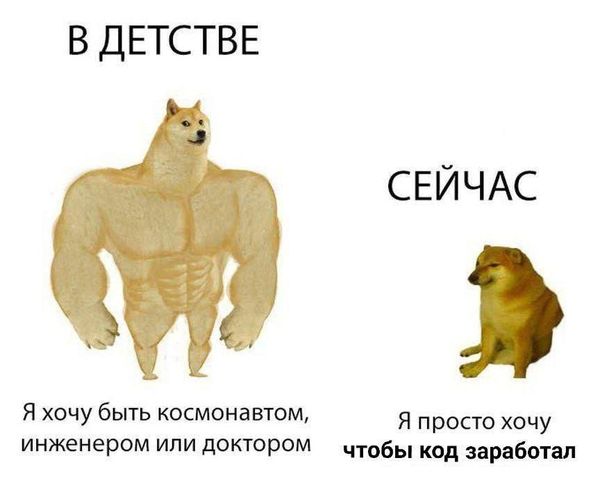 В ДЕТСТВЕ
Я хочу быть космонавтом,
инженером или доктором
СЕЙЧАС
Я просто хочу
чтобы код заработал